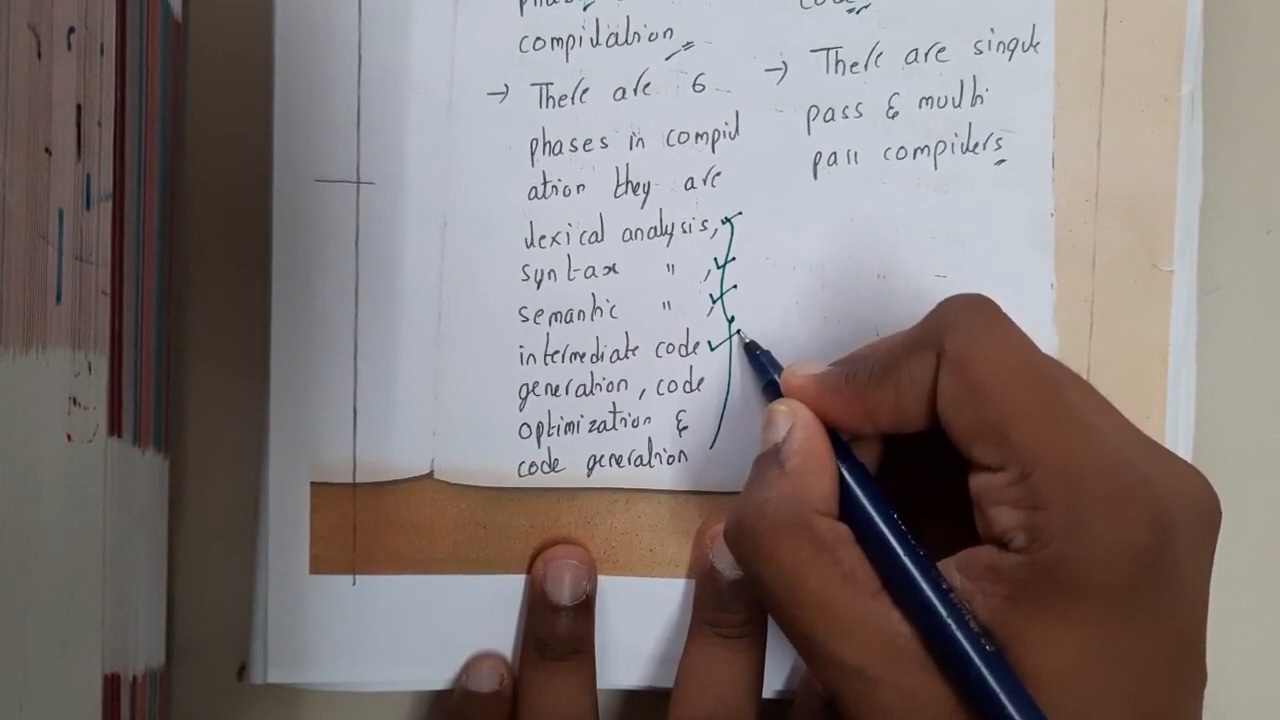 compilation
→ There are 6
phases in compil
ation they are
lexical analysis,
syntax " ,
semantic " ,
intermediate code
generation, code
optimization &
code generation
→ There are single
pass & multi
pass compilers